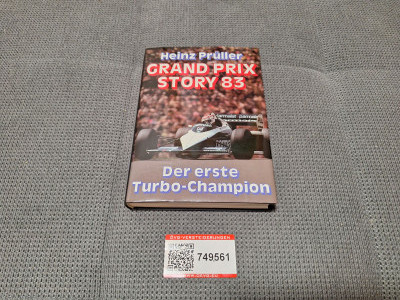 Heinz Prüller
GRAND PRIX
STORY 83
Der erste
Turbo-Champion
749561